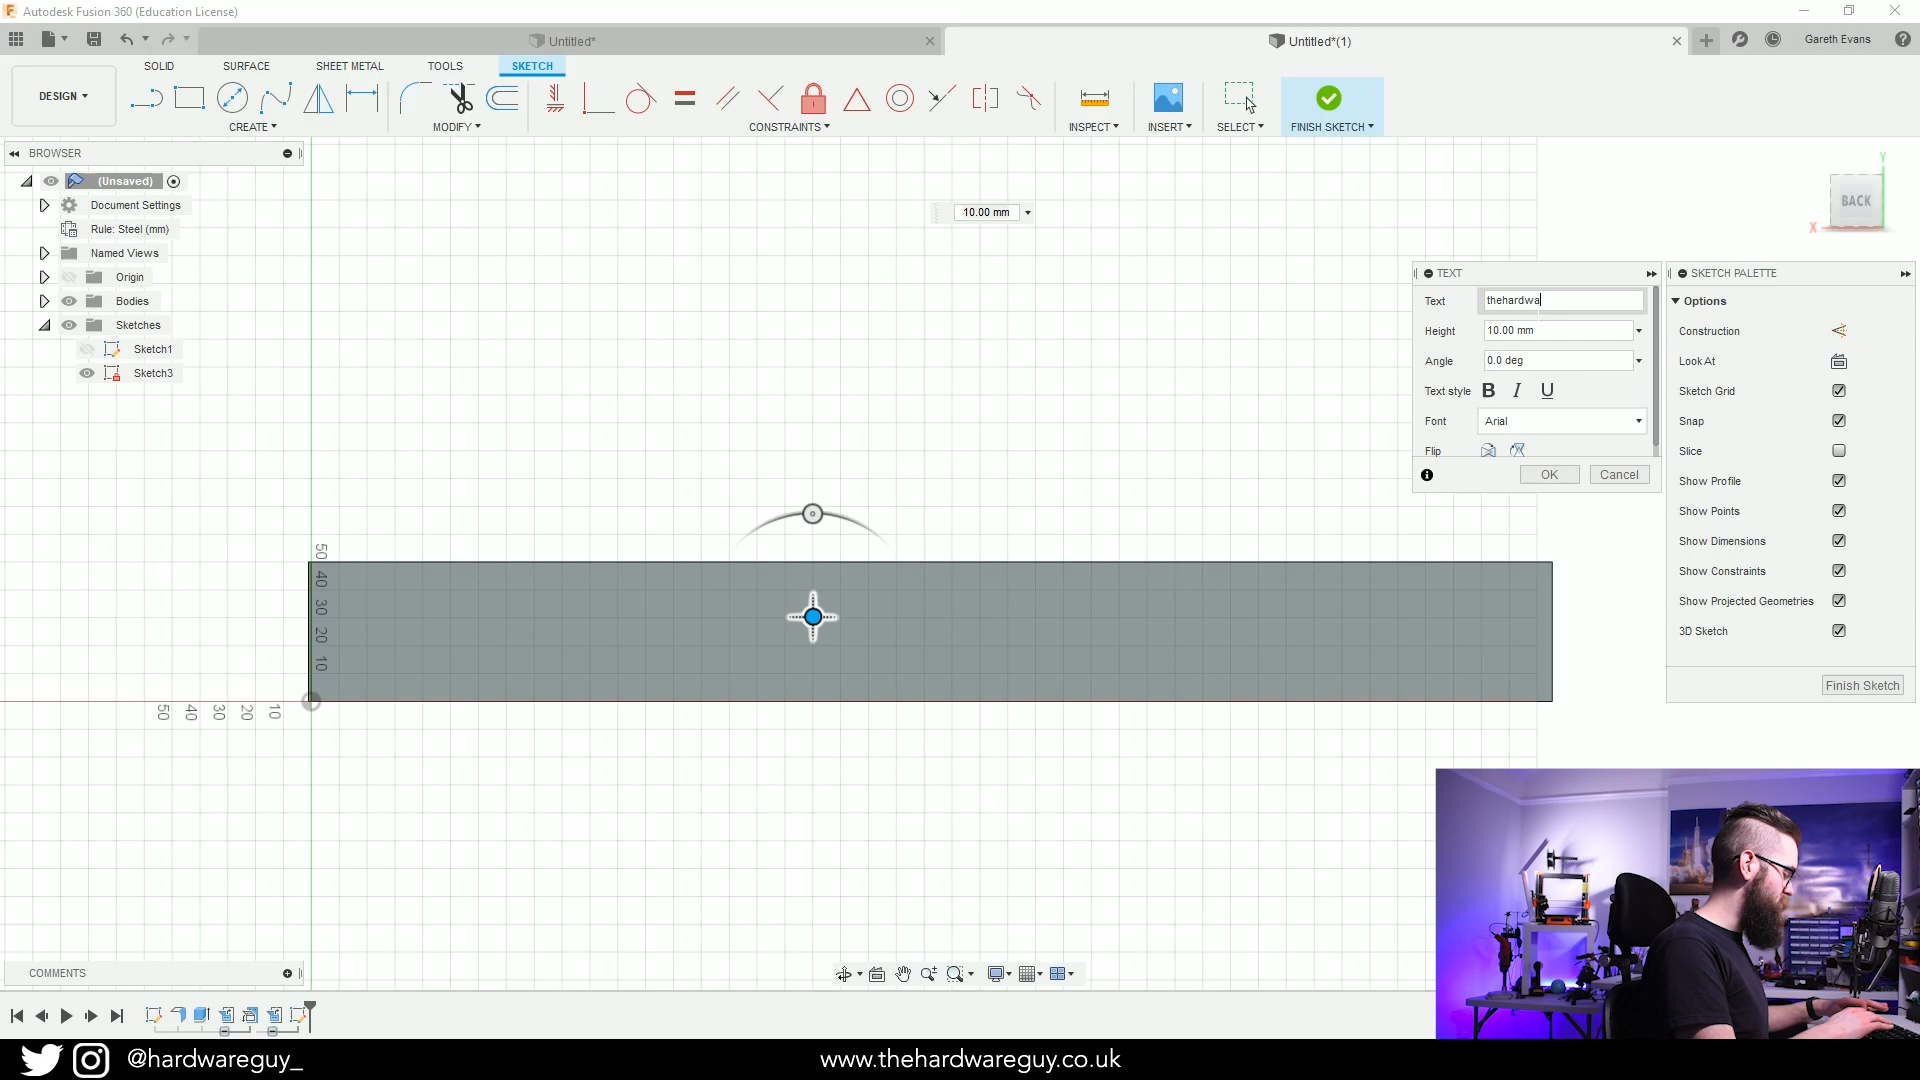 Autodesk Fusion 360 (Education License)
Untitled*
Untitled*(1)
Gareth Evans
DESIGN
SOLID
SURFACE
SHEET METAL
TOOLS
SKETCH
CREATE
MODIFY
CONSTRAINTS
INSPECT
INSERT
SELECT
FINISH SKETCH
BROWSER
(Unsaved)
Document Settings
Rule: Steel (mm)
Named Views
Origin
Bodies
Sketches
Sketch1
Sketch3
10.00 mm
Y
BACK
X
TEXT
Text
thehardwa
Height
10.00 mm
Angle
0.0 deg
Text style
B
I
U
Font
Arial
Flip
OK
Cancel
SKETCH PALETTE
Options
Construction
Look At
Sketch Grid
Snap
Slice
Show Profile
Show Points
Show Dimensions
Show Constraints
Show Projected Geometries
3D Sketch
Finish Sketch
50
40
30
20
10
50 40 30 20 10
COMMENTS
@hardwareguy_
www.thehardwareguy.co.uk